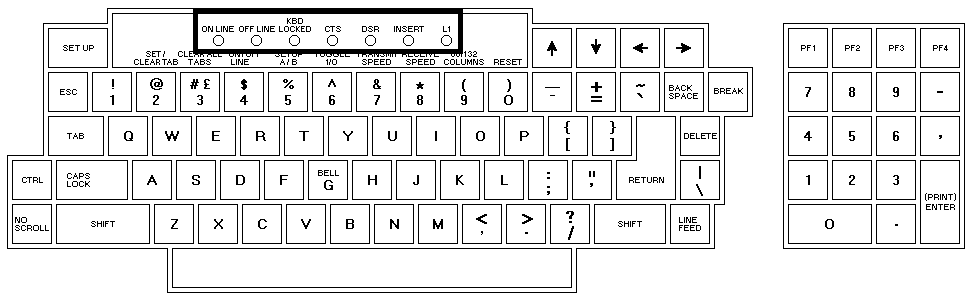 KBD
ON LINE OFF LINE LOCKED CTS DSR INSERT L1
SET UP
SET / CLEAR ALL ON/OFF SETUP TOGGLE TRANSMIT RECEIVE 80/132
CLEAR TAB TABS LINE A / B 1/0 SPEED SPEED COLUMNS RESET
PF1 PF2 PF3 PF4
ESC ! 1 @ 2 # £ 3 $ 4 % 5 ^ 6 & 7 * 8 ( 9 ) 0 — - + = ~ ` BACK SPACE BREAK
7 8 9 -
TAB Q W E R T Y U I O P { [ } ] DELETE
4 5 6 ,
CTRL CAPS LOCK A S D F BELL G H J K L : ; " ' RETURN | \
1 2 3 (PRINT) ENTER
NO SCROLL SHIFT Z X C V B N M < , > . ? / SHIFT LINE FEED
0 .